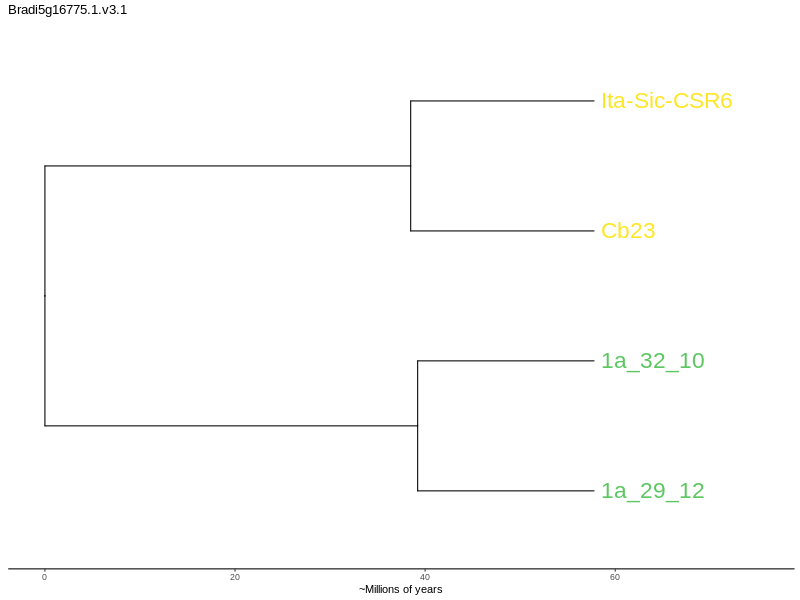 Bradi5g16775.1.v3.1
Ita-Sic-CSR6
Cb23
1a_32_10
1a_29_12
0 20 40 60
~Millions of years